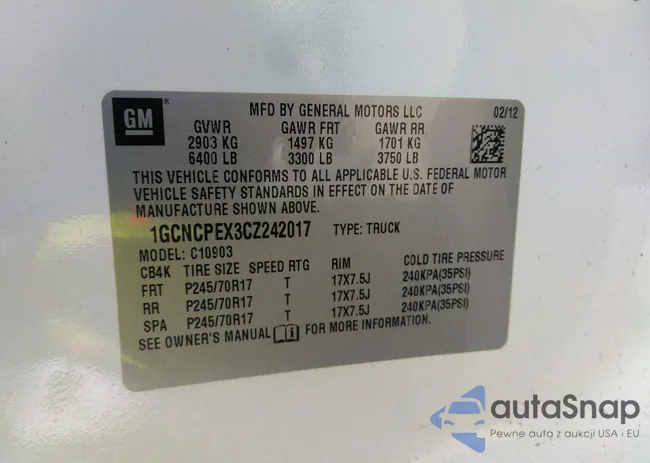 GM
MFD BY GENERAL MOTORS LLC 02/12
GVWR GAWR FRT GAWR RR
2903 KG 1497 KG 1701 KG
6400 LB 3300 LB 3750 LB
THIS VEHICLE CONFORMS TO ALL APPLICABLE U.S. FEDERAL MOTOR
VEHICLE SAFETY STANDARDS IN EFFECT ON THE DATE OF
MANUFACTURE SHOWN ABOVE.
1GCNCPEX3CZ242017 TYPE: TRUCK
MODEL: C10903
CB4K TIRE SIZE SPEED RTG RIM COLD TIRE PRESSURE
FRT P245/70R17 T 17X7.5J 240KPA(35PSI)
RR P245/70R17 T 17X7.5J 240KPA(35PSI)
SPA P245/70R17 T 17X7.5J 240KPA(35PSI)
SEE OWNER'S MANUAL FOR MORE INFORMATION.
autaSnap
Pewne auta z aukcji USA i EU